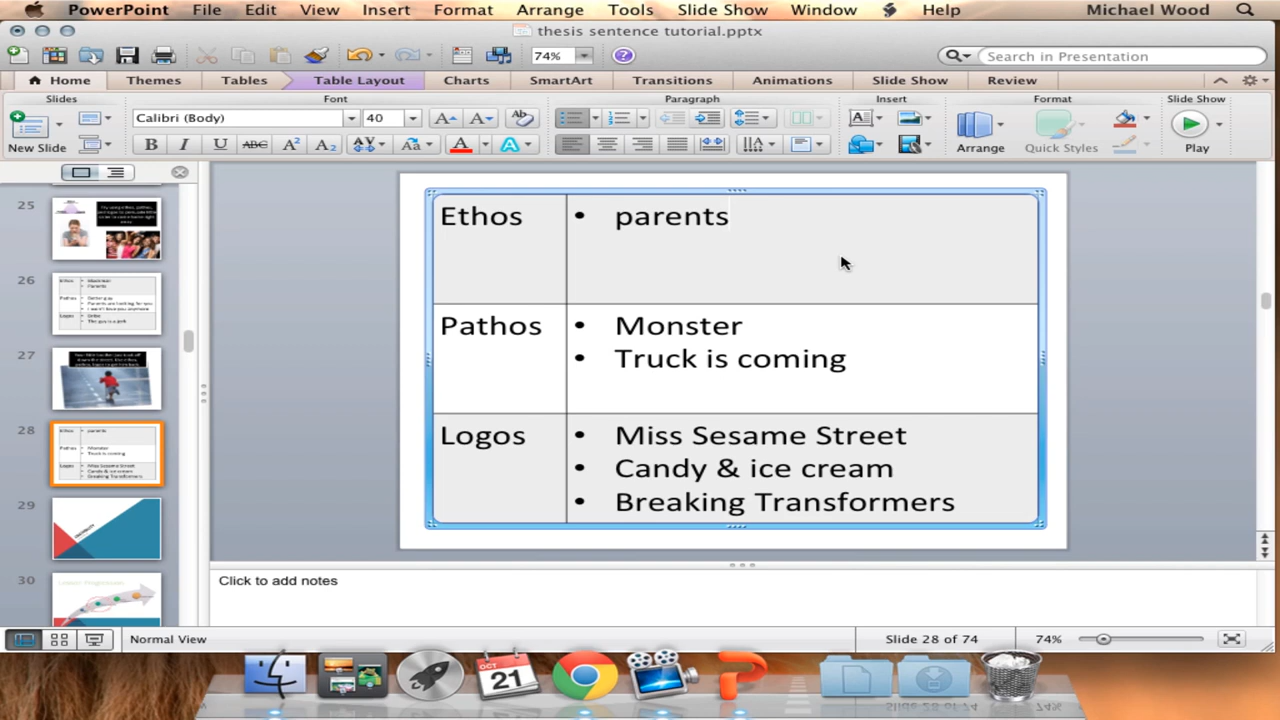 PowerPoint File Edit View Insert Format Arrange Tools Slide Show Window Help Michael Wood
thesis sentence tutorial.pptx
74% Search in Presentation
Home Themes Tables Table Layout Charts SmartArt Transitions Animations Slide Show Review
Slides Font Paragraph Insert Format Slide Show
Calibri (Body) 40
New Slide Arrange Quick Styles Play
25
26
27
28
29
30
Ethos • parents
Pathos • Monster
• Truck is coming
Logos • Miss Sesame Street
• Candy & ice cream
• Breaking Transformers
Click to add notes
Normal View Slide 28 of 74 74%
OCT
21